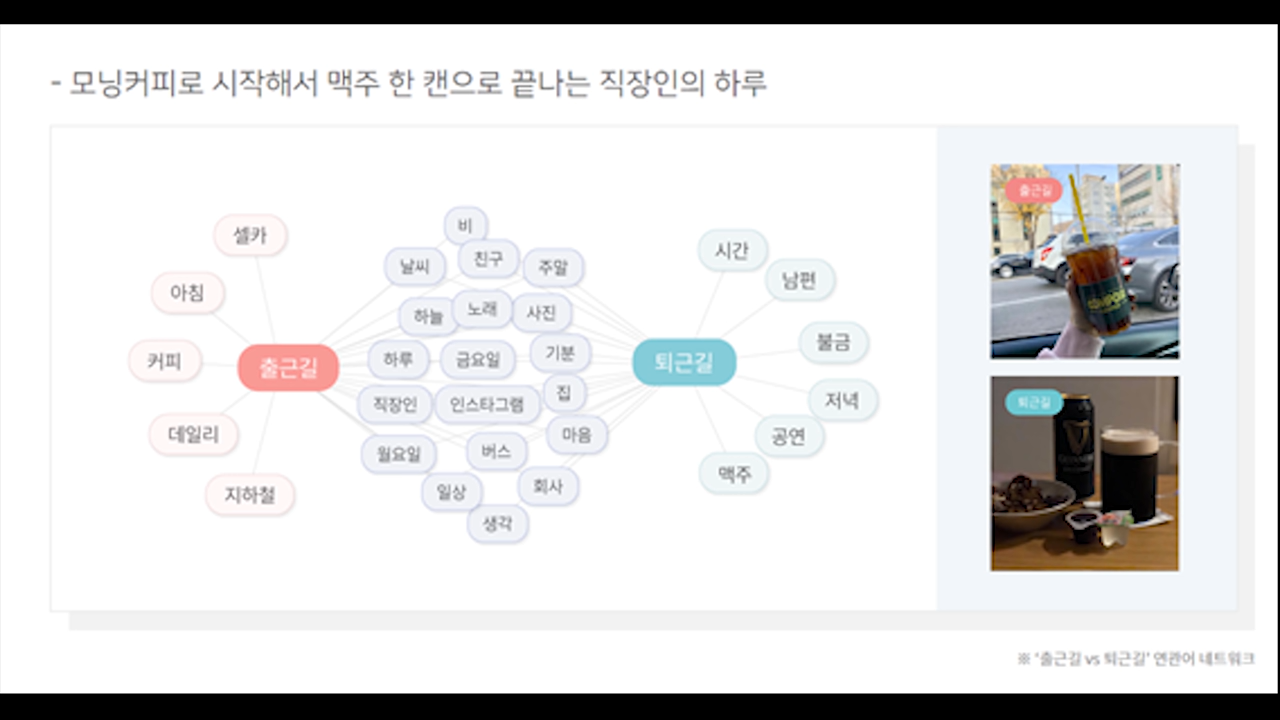 - 모닝커피로 시작해서 맥주 한 캔으로 끝나는 직장인의 하루
셀카
아침
커피
데일리
지하철
출근길
비
날씨
친구
주말
하늘
노래
사진
하루
금요일
기분
직장인
인스타그램
집
월요일
버스
마음
일상
회사
생각
퇴근길
시간
남편
불금
저녁
공연
맥주
출근길
퇴근길
GUINNESS
※ '출근길 vs 퇴근길' 연관어 네트워크